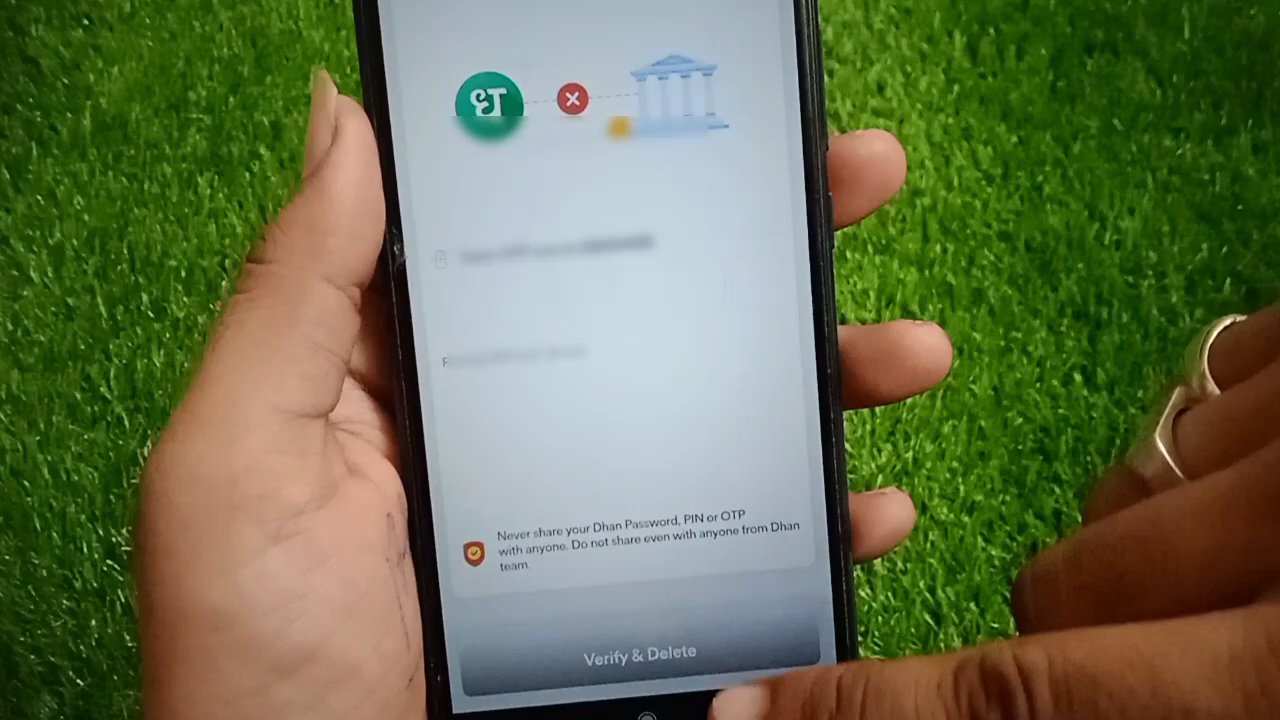 धT
Never share your Dhan Password, PIN or OTP
with anyone. Do not share even with anyone from Dhan
team.
Verify & Delete